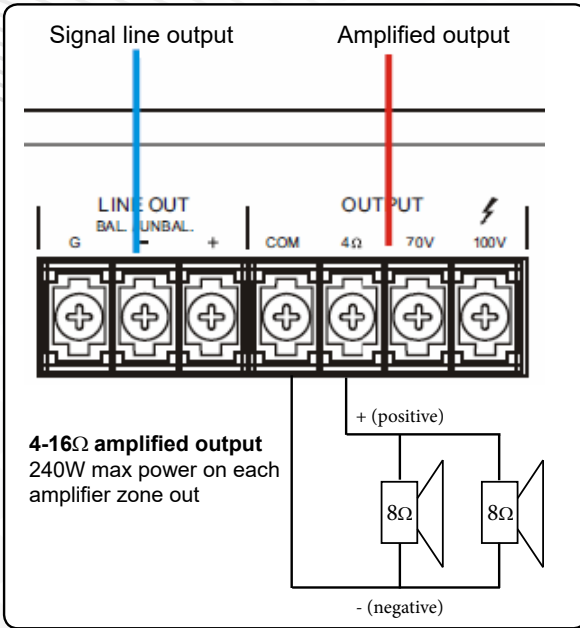 Signal line output Amplified output
LINE OUT OUTPUT
BAL. /UNBAL.
G - + COM 4Ω 70V 100V
+ (positive)
4-16Ω amplified output
240W max power on each
amplifier zone out
8Ω 8Ω
- (negative)